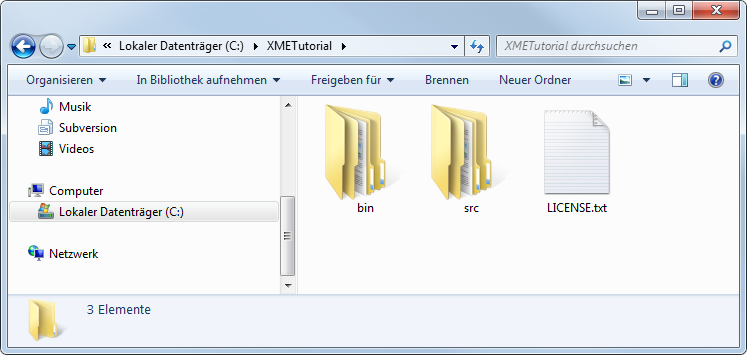 « Lokaler Datenträger (C:) ▸ XMETutorial ▸
XMETutorial durchsuchen
Organisieren ▾ In Bibliothek aufnehmen ▾ Freigeben für ▾ Brennen Neuer Ordner
Musik
Subversion
Videos
Computer
Lokaler Datenträger (C:)
Netzwerk
bin
src
LICENSE.txt
3 Elemente